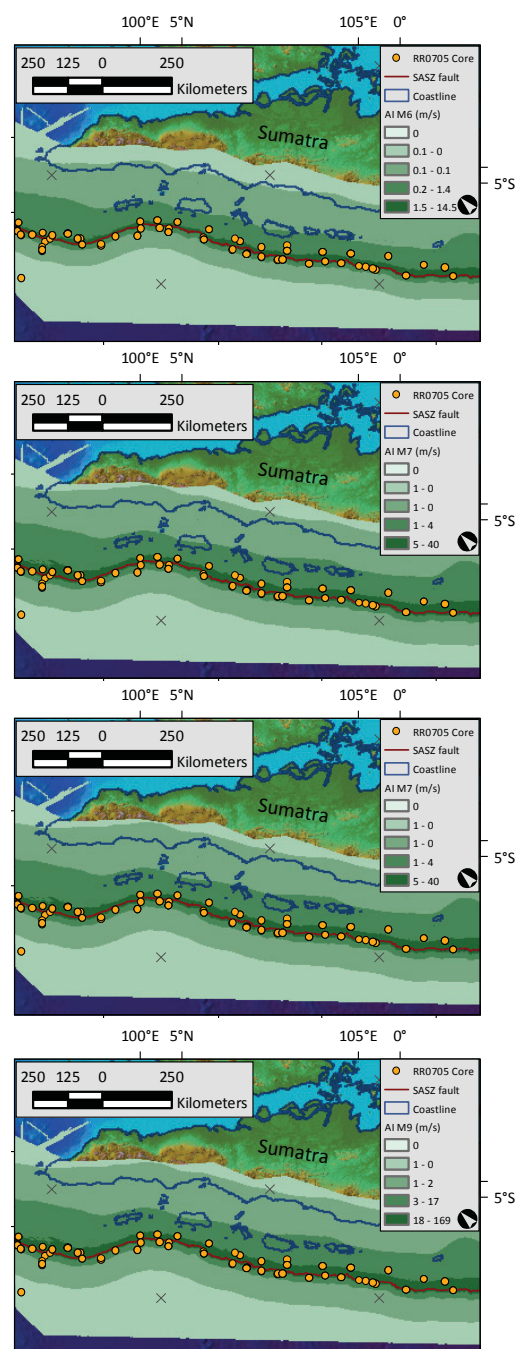 100°E 5°N 105°E 0°
250 125 0 250
Kilometers
Sumatra
RR0705 Core
SASZ fault
Coastline
AI M6 (m/s)
0
0.1 - 0
0.1 - 0.1
0.2 - 1.4
1.5 - 14.5
5°S
100°E 5°N 105°E 0°
250 125 0 250
Kilometers
Sumatra
RR0705 Core
SASZ fault
Coastline
AI M7 (m/s)
0
1 - 0
1 - 0
1 - 4
5 - 40
5°S
100°E 5°N 105°E 0°
250 125 0 250
Kilometers
Sumatra
RR0705 Core
SASZ fault
Coastline
AI M7 (m/s)
0
1 - 0
1 - 0
1 - 4
5 - 40
5°S
100°E 5°N 105°E 0°
250 125 0 250
Kilometers
Sumatra
RR0705 Core
SASZ fault
Coastline
AI M9 (m/s)
0
1 - 0
1 - 2
3 - 17
18 - 169
5°S